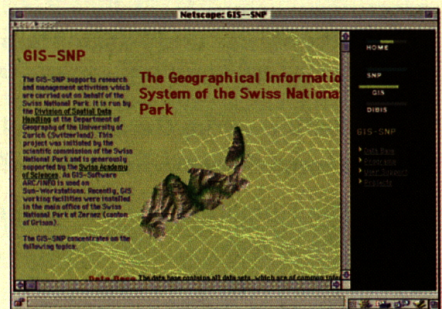 Netscape: GIS--SNP
GIS-SNP
The GIS-SNP supports research
and management activities which
are carried out on behalf of the
Swiss National Park. It is run by
the Division of Spatial Data
Handling at the Department of
Geography of the University of
Zurich (Switzerland). This
project was initiated by the
scientific commission of the Swiss
National Park and is generously
supported by the Swiss Academy
of Sciences. As GIS-Software
ARC/INFO is used on
Sun-Workstations. Recently, GIS
working facilities were installed
in the main office of the Swiss
National Park at Zernez (canton
of Grison).
The GIS-SNP concentrates on the
following topics:
The Geographical Informatio
System of the Swiss Nationa
Park
Data Base The data base contains all data sets, which are of common
HOME
SNP
GIS
DIBIS
GIS-SNP
Data Base
User Support
Projects